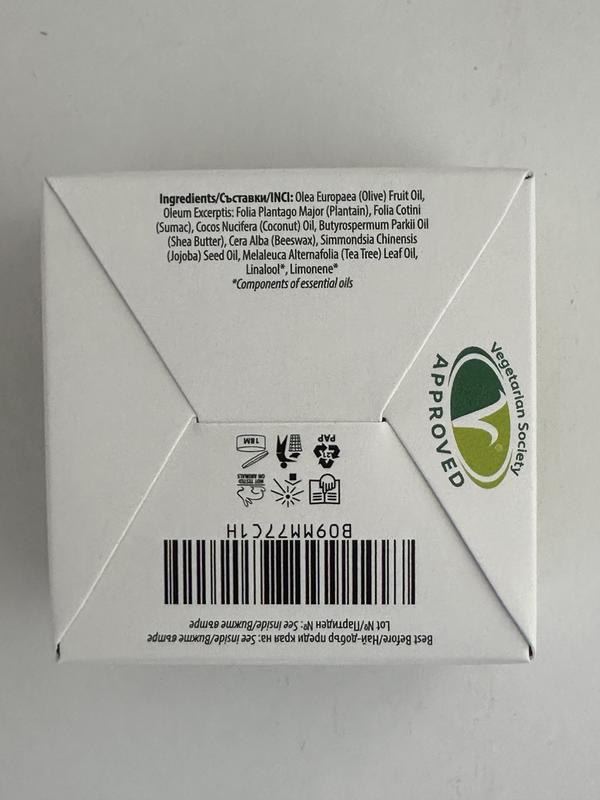 Ingredients/Съставки/INCI: Olea Europaea (Olive) Fruit Oil,
Oleum Excerptis: Folia Plantago Major (Plantain), Folia Cotini
(Sumac), Cocos Nucifera (Coconut) Oil, Butyrospermum Parkii Oil
(Shea Butter), Cera Alba (Beeswax), Simmondsia Chinensis
(Jojoba) Seed Oil, Melaleuca Alternafolia (Tea Tree) Leaf Oil,
Linalool*, Limonene*
*Components of essential oils
Vegetarian Society
APPROVED
Best Before/Най-добър преди края на: See Inside/Вижте вътре
Lot №/Партиден №: See Inside/Вижте вътре
B09MM77C1H
NOT TESTED
ON ANIMALS
21
PAP
18M